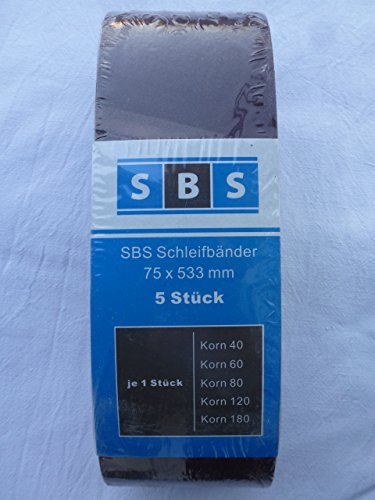 SBS
SBS Schleifbänder
75 x 533 mm
5 Stück
je 1 Stück
Korn 40
Korn 60
Korn 80
Korn 120
Korn 180